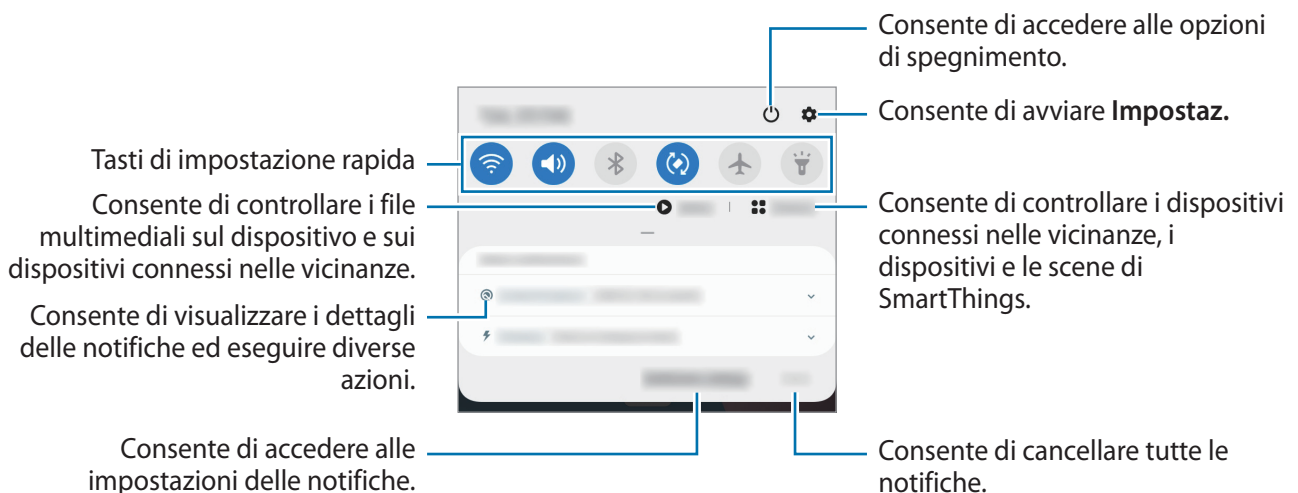 Consente di accedere alle opzioni
di spegnimento.
Consente di avviare Impostaz.
Tasti di impostazione rapida
Consente di controllare i file
multimediali sul dispositivo e sui
dispositivi connessi nelle vicinanze.
Consente di controllare i dispositivi
connessi nelle vicinanze, i
dispositivi e le scene di
SmartThings.
Consente di visualizzare i dettagli
delle notifiche ed eseguire diverse
azioni.
Consente di accedere alle
impostazioni delle notifiche.
Consente di cancellare tutte le
notifiche.